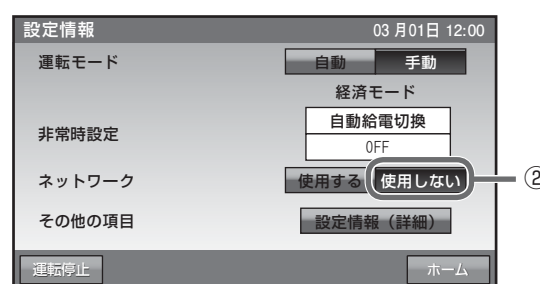 設定情報 03月01日 12:00
運転モード 自動 手動
経済モード
非常時設定 自動給電切換
OFF
ネットワーク 使用する 使用しない ②
その他の項目 設定情報（詳細）
運転停止 ホーム